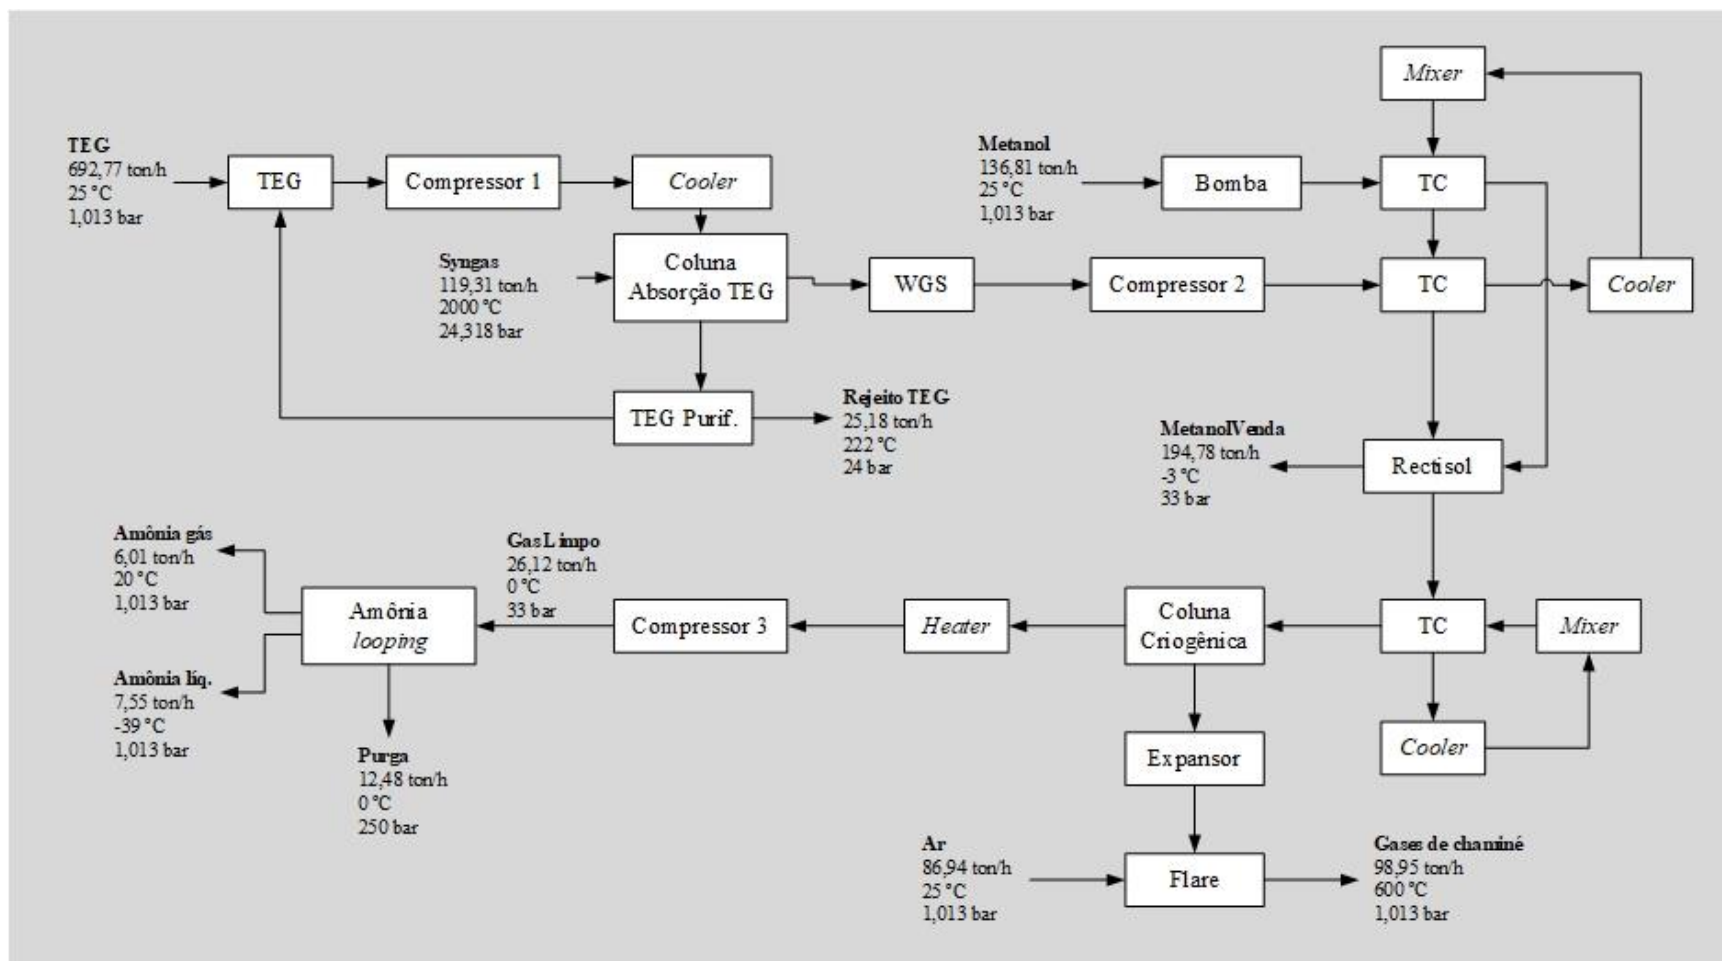 Mixer
TEG
692,77 ton/h
25 °C
1,013 bar
TEG
Compressor 1
Cooler
Metanol
136,81 ton/h
25 °C
1,013 bar
Bomba
TC
Syngas
119,31 ton/h
2000 °C
24,318 bar
Coluna
Absorção TEG
WGS
Compressor 2
TC
Cooler
TEG Purif.
Rejeito TEG
25,18 ton/h
222 °C
24 bar
MetanolVenda
194,78 ton/h
-3 °C
33 bar
Rectisol
Amônia gás
6,01 ton/h
20 °C
1,013 bar
Amônia líq.
7,55 ton/h
-39 °C
1,013 bar
Amônia
looping
Purga
12,48 ton/h
0 °C
250 bar
Gas Limpo
26,12 ton/h
0 °C
33 bar
Compressor 3
Heater
Coluna
Criogênica
TC
Mixer
Cooler
Expansor
Ar
86,94 ton/h
25 °C
1,013 bar
Flare
Gases de chaminé
98,95 ton/h
600 °C
1,013 bar